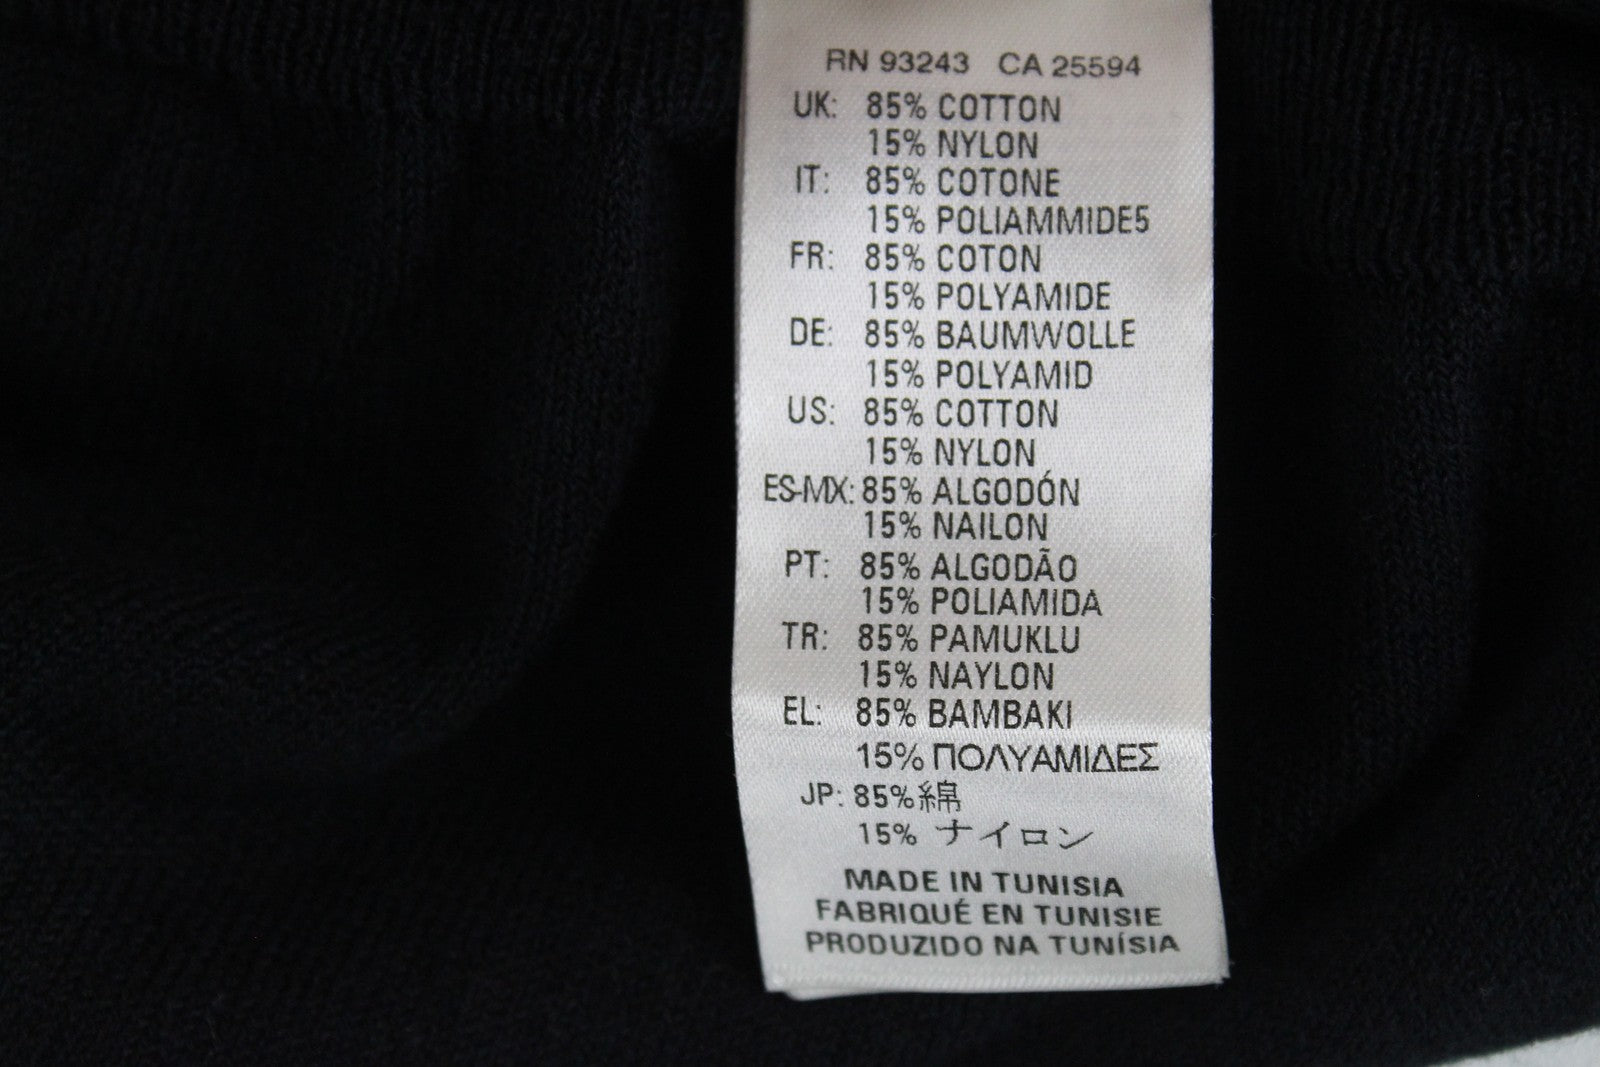 RN 93243 CA 25594
UK: 85% COTTON
15% NYLON
IT: 85% COTONE
15% POLIAMMIDE5
FR: 85% COTON
15% POLYAMIDE
DE: 85% BAUMWOLLE
15% POLYAMID
US: 85% COTTON
15% NYLON
ES-MX: 85% ALGODÓN
15% NAILON
PT: 85% ALGODÃO
15% POLIAMIDA
TR: 85% PAMUKLU
15% NAYLON
EL: 85% BAMBAKI
15% ΠΟΛΥΑΜΙΔΕΣ
JP: 85%綿
15% ナイロン
MADE IN TUNISIA
FABRIQUÉ EN TUNISIE
PRODUZIDO NA TUNÍSIA